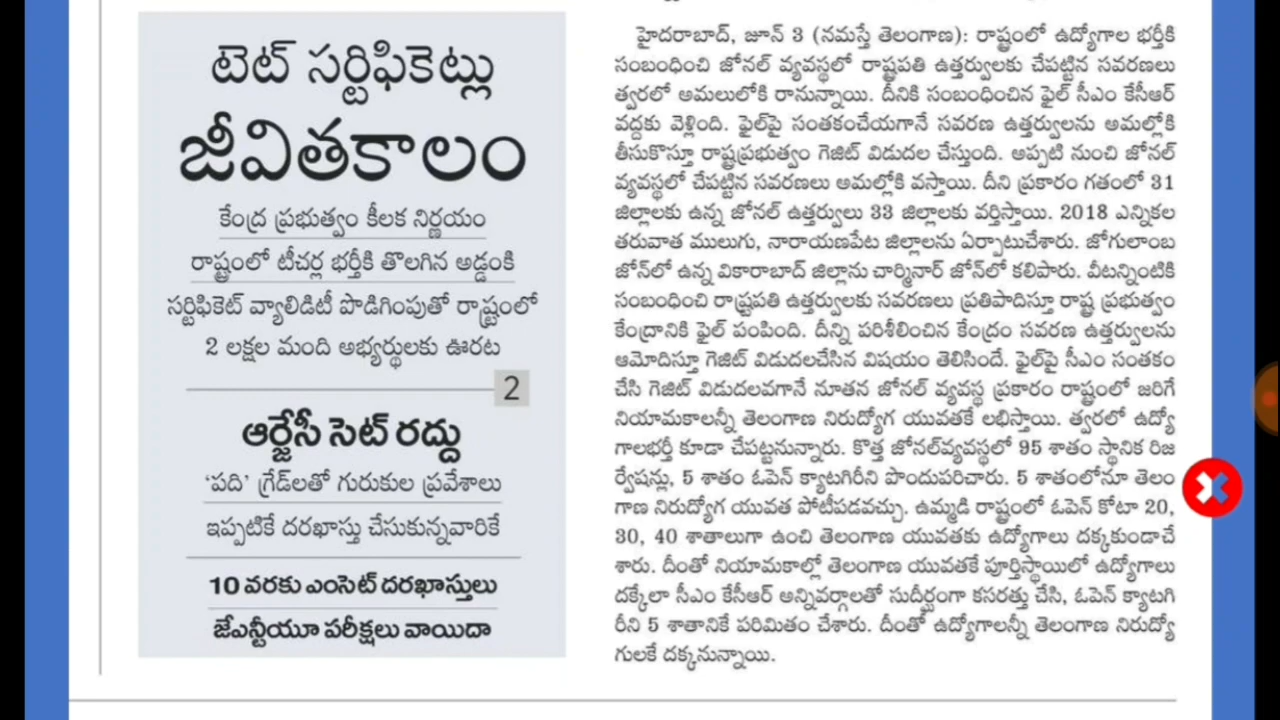 టెట్ సర్టిఫికెట్లు
జీవితకాలం
కేంద్ర ప్రభుత్వం కీలక నిర్ణయం
రాష్ట్రంలో టీచర్ల భర్తీకి తొలగిన అడ్డంకి
సర్టిఫికెట్ వ్యాలిడిటీ పొడిగింపుతో రాష్ట్రంలో
2 లక్షల మంది అభ్యర్థులకు ఊరట
2
ఆర్జేసీ సెట్ రద్దు
‘పది’ గ్రేడ్‌లతో గురుకుల ప్రవేశాలు
ఇప్పటికే దరఖాస్తు చేసుకున్నవారికే
10 వరకు ఎంసెట్ దరఖాస్తులు
జేఎన్టీయూ పరీక్షలు వాయిదా
హైదరాబాద్, జూన్ 3 (నమస్తే తెలంగాణ): రాష్ట్రంలో ఉద్యోగాల భర్తీకి
సంబంధించి జోనల్ వ్యవస్థలో రాష్ట్రపతి ఉత్తర్వులకు చేపట్టిన సవరణలు
త్వరలో అమలులోకి రానున్నాయి. దీనికి సంబంధించిన ఫైల్ సీఎం కేసీఆర్
వద్దకు వెళ్లింది. ఫైల్‌పై సంతకంచేయగానే సవరణ ఉత్తర్వులను అమల్లోకి
తీసుకొస్తూ రాష్ట్రప్రభుత్వం గెజిట్ విడుదల చేస్తుంది. అప్పటి నుంచి జోనల్
వ్యవస్థలో చేపట్టిన సవరణలు అమల్లోకి వస్తాయి. దీని ప్రకారం గతంలో 31
జిల్లాలకు ఉన్న జోనల్ ఉత్తర్వులు 33 జిల్లాలకు వర్తిస్తాయి. 2018 ఎన్నికల
తరువాత ములుగు, నారాయణపేట జిల్లాలను ఏర్పాటుచేశారు. జోగులాంబ
జోన్‌లో ఉన్న వికారాబాద్ జిల్లాను చార్మినార్ జోన్‌లో కలిపారు. వీటన్నింటికి
సంబంధించి రాష్ట్రపతి ఉత్తర్వులకు సవరణలు ప్రతిపాదిస్తూ రాష్ట్ర ప్రభుత్వం
కేంద్రానికి ఫైల్ పంపింది. దీన్ని పరిశీలించిన కేంద్రం సవరణ ఉత్తర్వులను
ఆమోదిస్తూ గెజిట్ విడుదలచేసిన విషయం తెలిసిందే. ఫైల్‌పై సీఎం సంతకం
చేసి గెజిట్ విడుదలవగానే నూతన జోనల్ వ్యవస్థ ప్రకారం రాష్ట్రంలో జరిగే
నియామకాలన్నీ తెలంగాణ నిరుద్యోగ యువతకే లభిస్తాయి. త్వరలో ఉద్యో
గాలభర్తీ కూడా చేపట్టనున్నారు. కొత్త జోనల్‌వ్యవస్థలో 95 శాతం స్థానిక రిజ
ర్వేషన్లు, 5 శాతం ఓపెన్ క్యాటగిరీని పొందుపరిచారు. 5 శాతంలోనూ తెలం
గాణ నిరుద్యోగ యువత పోటీపడవచ్చు. ఉమ్మడి రాష్ట్రంలో ఓపెన్ కోటా 20,
30, 40 శాతాలుగా ఉంచి తెలంగాణ యువతకు ఉద్యోగాలు దక్కకుండాచే
శారు. దీంతో నియామకాల్లో తెలంగాణ యువతకే పూర్తిస్థాయిలో ఉద్యోగాలు
దక్కేలా సీఎం కేసీఆర్ అన్నివర్గాలతో సుదీర్ఘంగా కసరత్తు చేసి, ఓపెన్ క్యాటగి
రీని 5 శాతానికే పరిమితం చేశారు. దీంతో ఉద్యోగాలన్నీ తెలంగాణ నిరుద్యో
గులకే దక్కనున్నాయి.